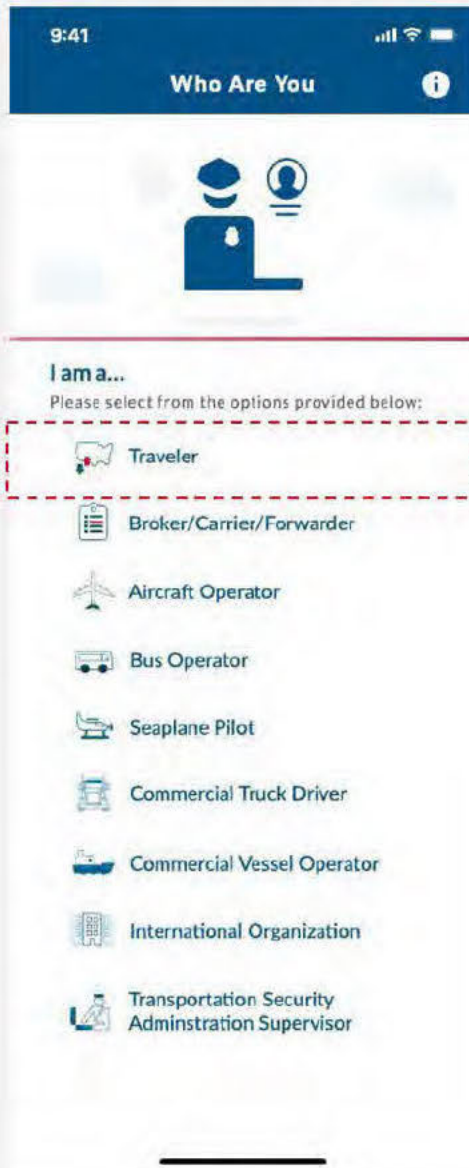 9:41
Who Are You
I am a...
Please select from the options provided below:
Traveler
Broker/Carrier/Forwarder
Aircraft Operator
Bus Operator
Seaplane Pilot
Commercial Truck Driver
Commercial Vessel Operator
International Organization
Transportation Security
Adminstration Supervisor